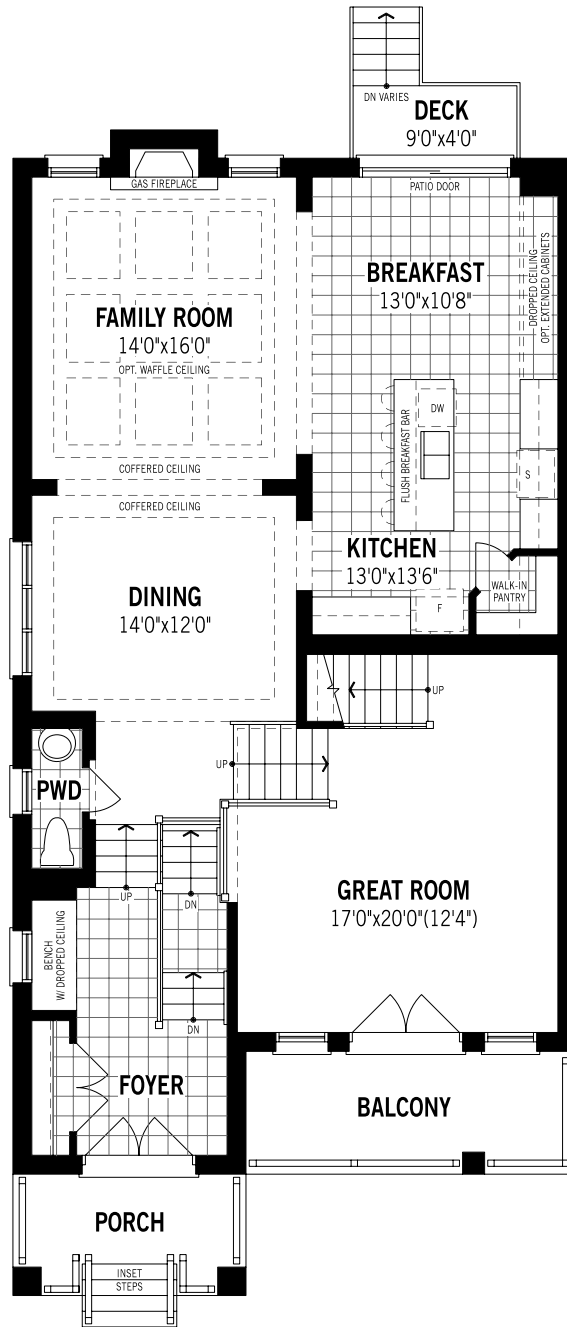 DN VARIES
DECK
9'0"x4'0"
GAS FIREPLACE
PATIO DOOR
BREAKFAST
13'0"x10'8"
DROPPED CEILING
OPT. EXTENDED CABINETS
FAMILY ROOM
14'0"x16'0"
OPT. WAFFLE CEILING
DW
FLUSH BREAKFAST BAR
COFFERED CEILING
S
COFFERED CEILING
KITCHEN
13'0"x13'6"
DINING
14'0"x12'0"
WALK-IN
PANTRY
F
UP
UP
PWD
UP
DN
GREAT ROOM
17'0"x20'0"(12'4")
BENCH
W/ DROPPED CEILING
DN
FOYER
BALCONY
PORCH
INSET
STEPS